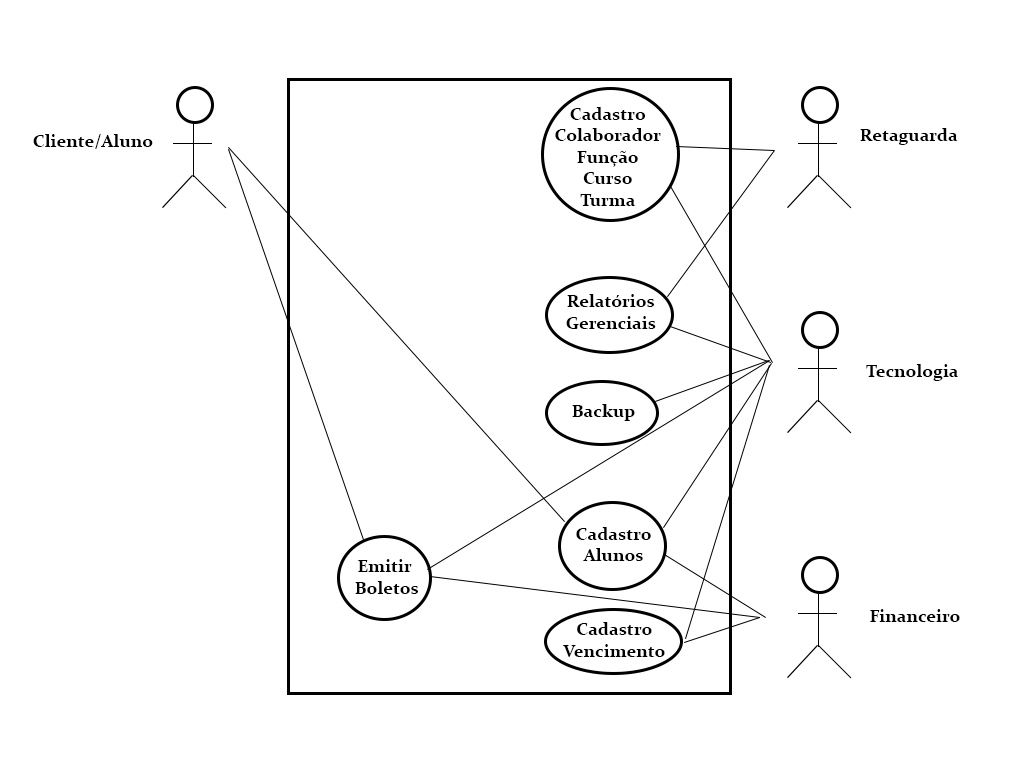 Cliente/Aluno
Cadastro
Colaborador
Função
Curso
Turma
Retaguarda
Relatórios
Gerenciais
Tecnologia
Backup
Cadastro
Alunos
Emitir
Boletos
Cadastro
Vencimento
Financeiro